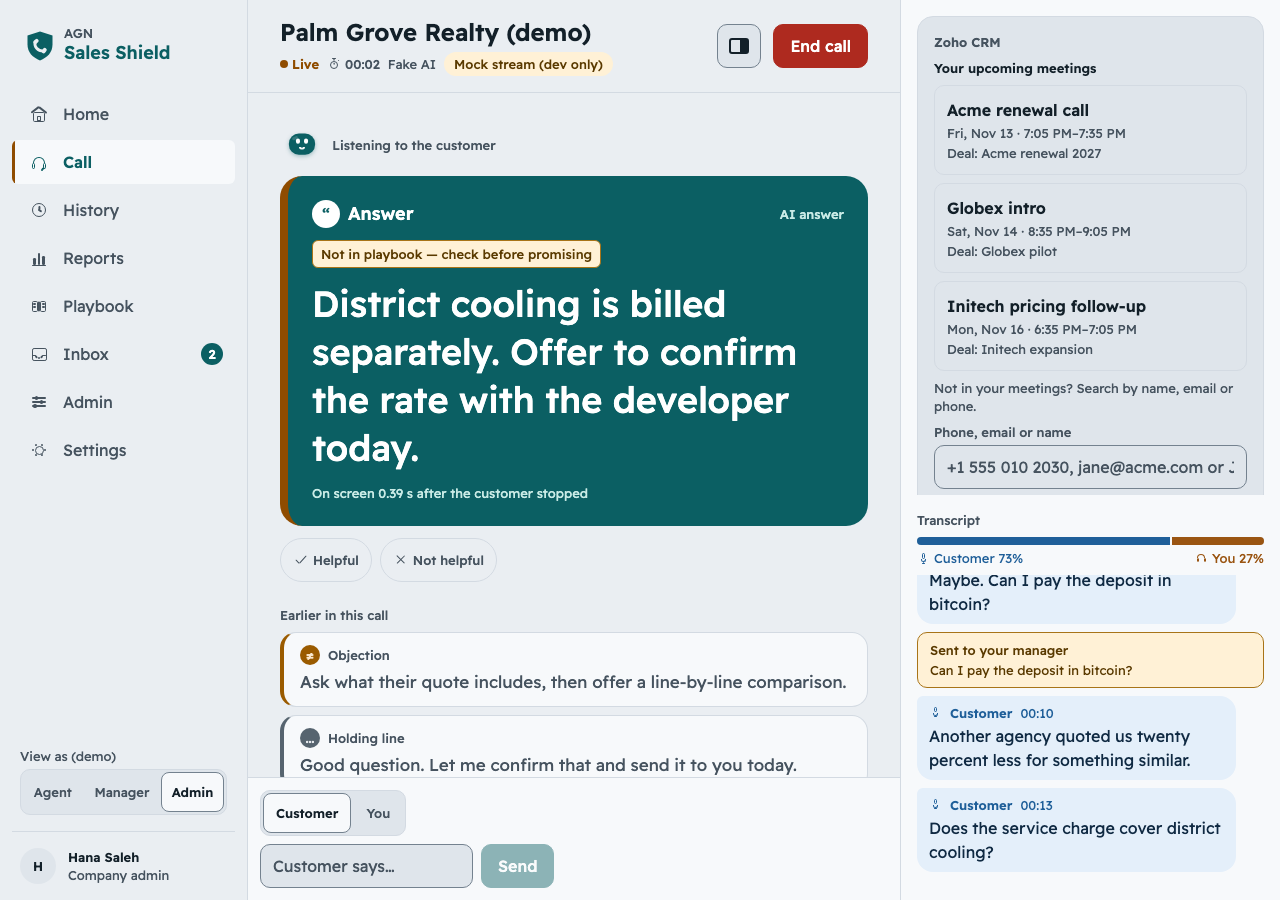 AGN
Sales Shield
Home
Call
History
Reports
Playbook
Inbox
2
Admin
Settings
View as (demo)
Agent
Manager
Admin
H
Hana Saleh
Company admin
Palm Grove Realty (demo)
Live
00:02
Fake AI
Mock stream (dev only)
End call
Listening to the customer
“
Answer
AI answer
Not in playbook — check before promising
District cooling is billed
separately. Offer to confirm
the rate with the developer
today.
On screen 0.39 s after the customer stopped
Helpful
Not helpful
Earlier in this call
≠
Objection
Ask what their quote includes, then offer a line-by-line comparison.
…
Holding line
Good question. Let me confirm that and send it to you today.
Customer
You
Customer says…
Send
Zoho CRM
Your upcoming meetings
Acme renewal call
Fri, Nov 13 · 7:05 PM–7:35 PM
Deal: Acme renewal 2027
Globex intro
Sat, Nov 14 · 8:35 PM–9:05 PM
Deal: Globex pilot
Initech pricing follow-up
Mon, Nov 16 · 6:35 PM–7:05 PM
Deal: Initech expansion
Not in your meetings? Search by name, email or
phone.
Phone, email or name
+1 555 010 2030, jane@acme.com or
Transcript
Customer 73%
You 27%
Maybe. Can I pay the deposit in
bitcoin?
Sent to your manager
Can I pay the deposit in bitcoin?
Customer 00:10
Another agency quoted us twenty
percent less for something similar.
Customer 00:13
Does the service charge cover district
cooling?